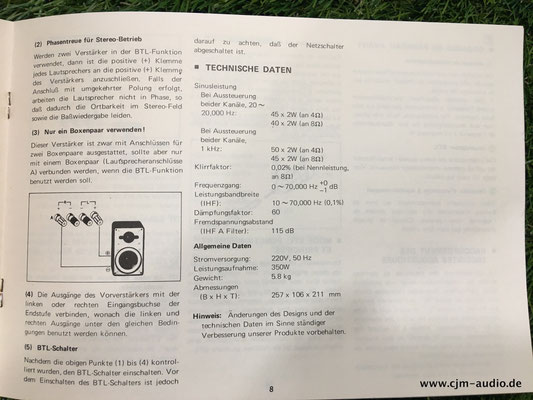 (2) Phasentreue für Stereo-Betrieb
Werden zwei Verstärker in der BTL-Funktion
verwendet, dann ist die positive (+) Klemme
jedes Lautsprechers an die positive (+) Klemme
des Verstärkers anzuschließen. Falls der
Anschluß mit umgekehrter Polung erfolgt,
arbeiten die Lautsprecher nicht in Phase, so
daß dadurch die Ortbarkeit im Stereo-Feld
sowie die Baßwiedergabe leiden.
(3) Nur ein Boxenpaar verwenden!
Dieser Verstärker ist zwar mit Anschlüssen für
zwei Boxenpaare ausgestattet, sollte aber nur
mit einem Boxenpaar (Laufsprecheranschlüsse
A) verbunden werden, wenn die BTL-Funktion
benutzt werden soll.
A
(4) Die Ausgänge des Vorverstärkers mit der
linken oder rechten Eingangsbuchse der
Endstufe verbinden, wonach die linken und
rechten Ausgänge unter den gleichen Bedin-
gungen benutzt werden können.
(5) BTL-Schalter
Nachdem die obigen Punkte (1) bis (4) kontrol-
liert wurden, den BTL-Schalter einschalten. Vor
dem Einschalten des BTL-Schalters ist jedoch
darauf zu achten, daß der Netzschalter
abgeschaltet ist.
■ TECHNISCHE DATEN
Sinusleistung
Bei Aussteuerung
beider Kanäle, 20 ~
20,000 Hz: 45 x 2W (an 4Ω)
40 x 2W (an 8Ω)
Bei Aussteuerung
beider Kanäle,
1 kHz: 50 x 2W (an 4Ω)
45 x 2W (an 8Ω)
Klirrfaktor: 0,02% (bei Nennleistung,
an 8Ω)
Frequenzgang: 0 ~ 70,000 Hz +0 −1 dB
Leistungsbandbreite
(IHF): 10 ~ 70,000 Hz (0,1%)
Dämpfungsfaktor: 60
Fremdspannungsabstand
(IHF A Filter): 115 dB
Allgemeine Daten
Stromversorgung: 220V, 50 Hz
Leistungsaufnahme: 350W
Gewicht: 5.8 kg
Abmessungen
(B x H x T): 257 x 106 x 211 mm
Hinweis: Änderungen des Designs und der
technischen Daten im Sinne ständiger
Verbesserung unserer Produkte vorbehalten.
8
www.cjm-audio.de